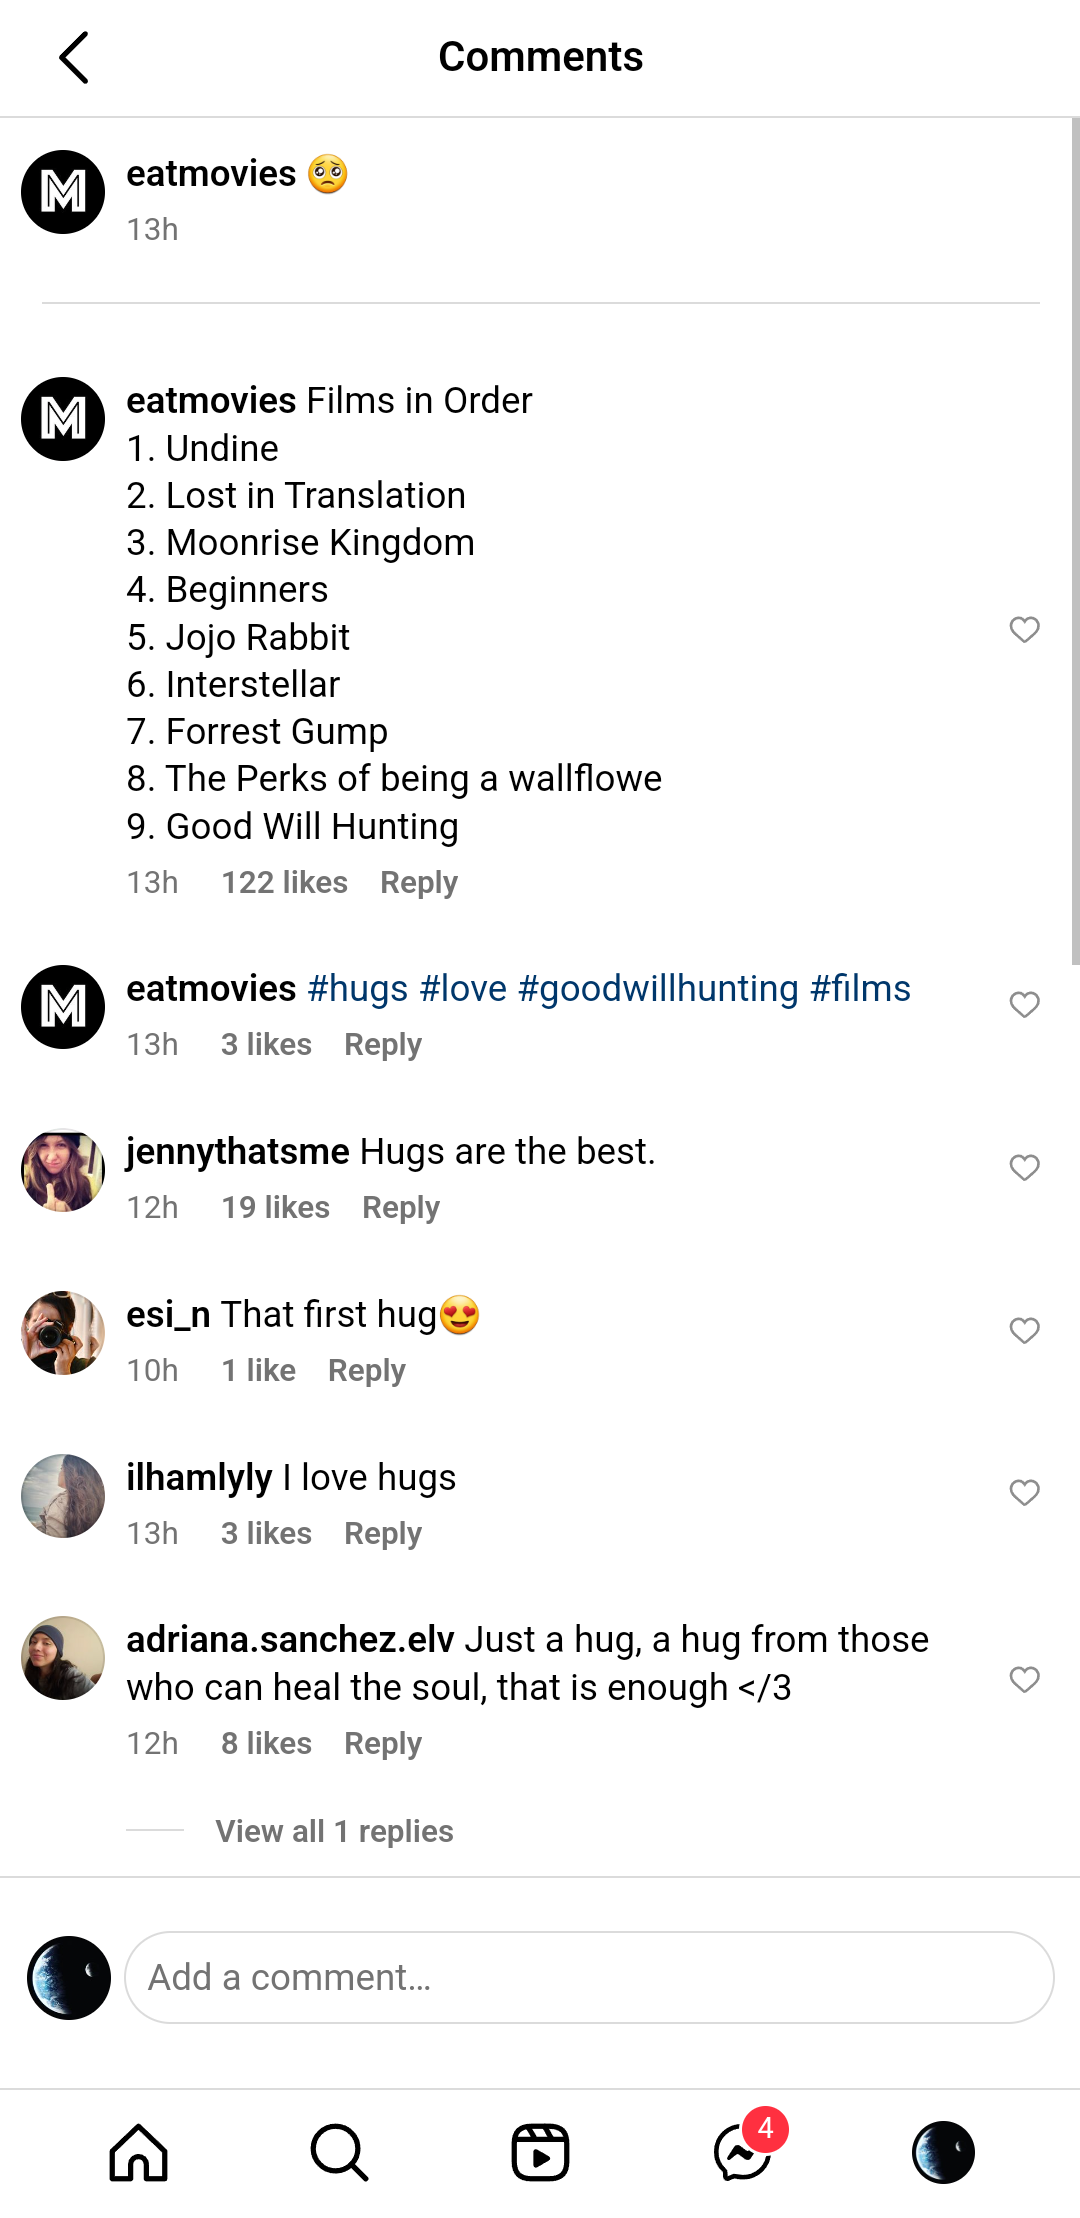 Comments
M
eatmovies 🥺
13h
M
eatmovies Films in Order
1. Undine
2. Lost in Translation
3. Moonrise Kingdom
4. Beginners
5. Jojo Rabbit
6. Interstellar
7. Forrest Gump
8. The Perks of being a wallflowe
9. Good Will Hunting
13h 122 likes Reply
M
eatmovies #hugs #love #goodwillhunting #films
13h 3 likes Reply
jennythatsme Hugs are the best.
12h 19 likes Reply
esi_n That first hug😍
10h 1 like Reply
ilhamlyly I love hugs
13h 3 likes Reply
adriana.sanchez.elv Just a hug, a hug from those
who can heal the soul, that is enough </3
12h 8 likes Reply
View all 1 replies
Add a comment...
4